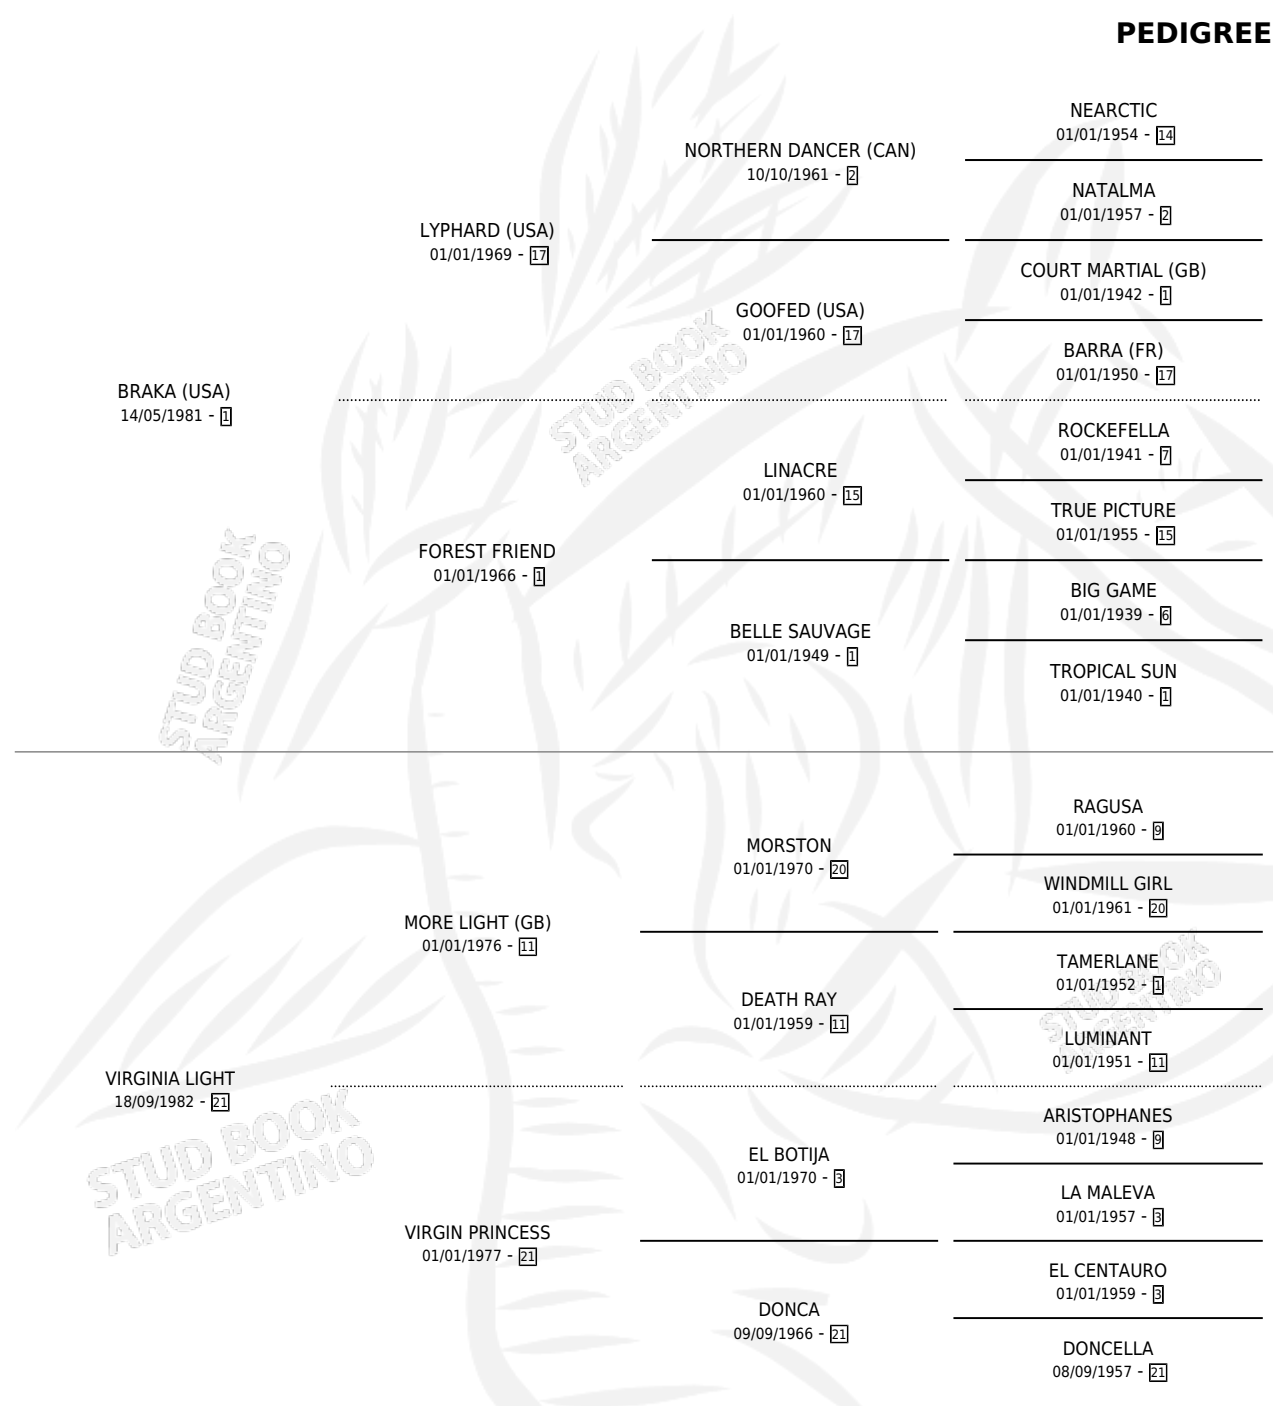 PEDIGREE
NEARCTIC
01/01/1954 - 14
NORTHERN DANCER (CAN)
10/10/1961 - 2
NATALMA
01/01/1957 - 2
LYPHARD (USA)
01/01/1969 - 17
COURT MARTIAL (GB)
01/01/1942 - 1
GOOFED (USA)
01/01/1960 - 17
BARRA (FR)
01/01/1950 - 17
BRAKA (USA)
14/05/1981 - 1
ROCKEFELLA
01/01/1941 - 7
LINACRE
01/01/1960 - 15
TRUE PICTURE
01/01/1955 - 15
FOREST FRIEND
01/01/1966 - 1
BIG GAME
01/01/1939 - 6
BELLE SAUVAGE
01/01/1949 - 1
TROPICAL SUN
01/01/1940 - 1
RAGUSA
01/01/1960 - 9
MORSTON
01/01/1970 - 20
WINDMILL GIRL
01/01/1961 - 20
MORE LIGHT (GB)
01/01/1976 - 11
TAMERLANE
01/01/1952 - 1
DEATH RAY
01/01/1959 - 11
LUMINANT
01/01/1951 - 11
VIRGINIA LIGHT
18/09/1982 - 21
ARISTOPHANES
01/01/1948 - 9
EL BOTIJA
01/01/1970 - 3
LA MALEVA
01/01/1957 - 3
VIRGIN PRINCESS
01/01/1977 - 21
EL CENTAURO
01/01/1959 - 3
DONCA
09/09/1966 - 21
DONCELLA
08/09/1957 - 21
STUD BOOK
ARGENTINO
STUD BOOK
ARGENTINO
STUD BOOK
ARGENTINO
STUD BOOK
ARGENTINO